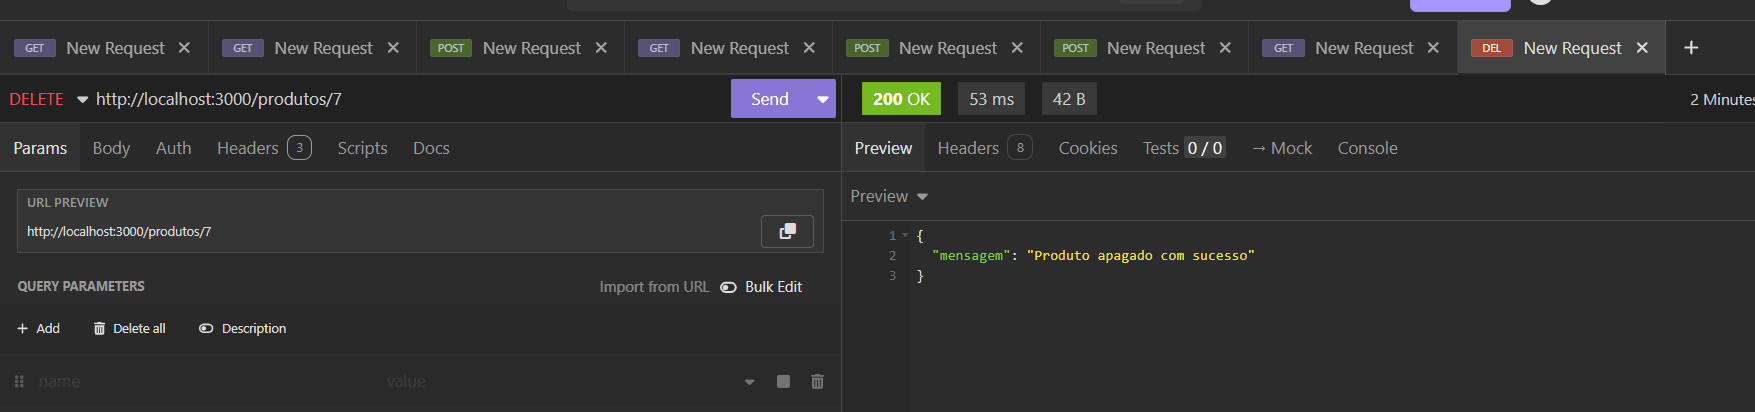 GET New Request GET New Request POST New Request GET New Request POST New Request POST New Request GET New Request DEL New Request
DELETE http://localhost:3000/produtos/7 Send
200 OK 53 ms 42 B 2 Minutes
Params Body Auth Headers 3 Scripts Docs
Preview Headers 8 Cookies Tests 0 / 0 → Mock Console
URL PREVIEW
http://localhost:3000/produtos/7
QUERY PARAMETERS Import from URL Bulk Edit
+ Add Delete all Description
name value
Preview
1 {
2 "mensagem": "Produto apagado com sucesso"
3 }